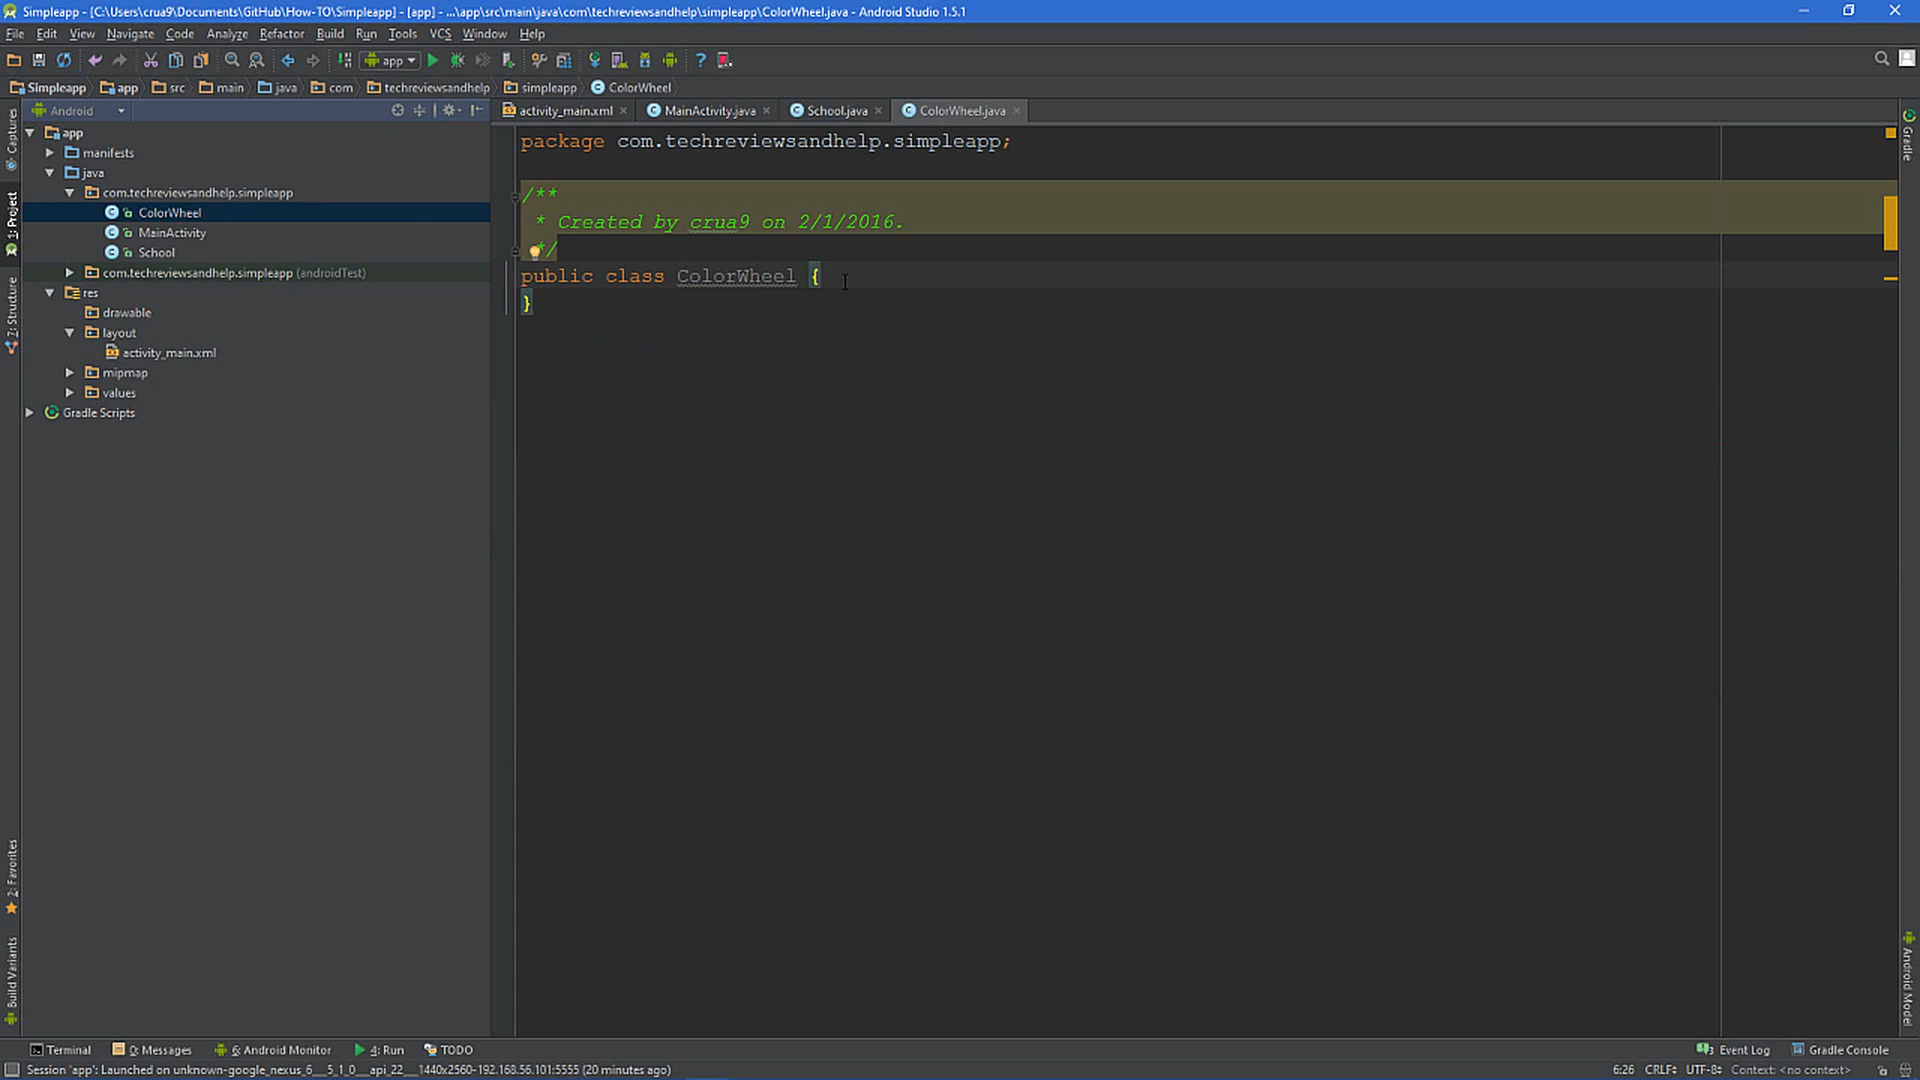 Simpleapp - [C:\Users\crua9\Documents\GitHub\How-TO\Simpleapp] - [app] - ...\app\src\main\java\com\techreviewsandhelp\simpleapp\ColorWheel.java - Android Studio 1.5.1
File Edit View Navigate Code Analyze Refactor Build Run Tools VCS Window Help
app
Simpleapp app src main java com techreviewsandhelp simpleapp ColorWheel
Android
activity_main.xml MainActivity.java School.java ColorWheel.java
app
manifests
java
com.techreviewsandhelp.simpleapp
ColorWheel
MainActivity
School
com.techreviewsandhelp.simpleapp (androidTest)
res
drawable
layout
activity_main.xml
mipmap
values
Gradle Scripts
package com.techreviewsandhelp.simpleapp;
/**
* Created by crua9 on 2/1/2016.
*/
public class ColorWheel {
}
Captures
1: Project
7: Structure
2: Favorites
Build Variants
Gradle
Android Model
Terminal 0: Messages 6: Android Monitor 4: Run TODO
3 Event Log Gradle Console
Session 'app': Launched on unknown-google_nexus_6___5_1_0___api_22___1440x2560-192.168.56.101:5555 (20 minutes ago)
6:26 CRLF UTF-8 Context: <no context>